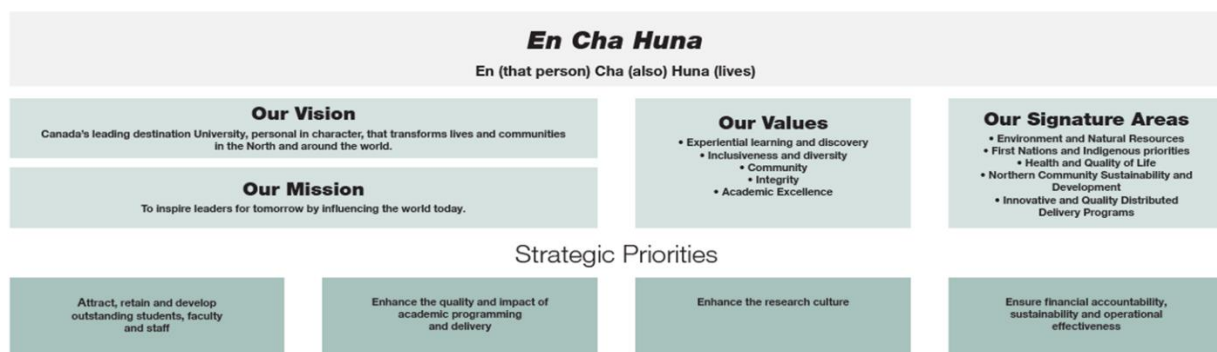 En Cha Huna
En (that person) Cha (also) Huna (lives)
Our Vision
Canada's leading destination University, personal in character, that transforms lives and communities
in the North and around the world.
Our Mission
To inspire leaders for tomorrow by influencing the world today.
Our Values
• Experiential learning and discovery
• Inclusiveness and diversity
• Community
• Integrity
• Academic Excellence
Our Signature Areas
• Environment and Natural Resources
• First Nations and Indigenous priorities
• Health and Quality of Life
• Northern Community Sustainability and
Development
• Innovative and Quality Distributed
Delivery Programs
Strategic Priorities
Attract, retain and develop
outstanding students, faculty
and staff
Enhance the quality and impact of
academic programming
and delivery
Enhance the research culture
Ensure financial accountability,
sustainability and operational
effectiveness